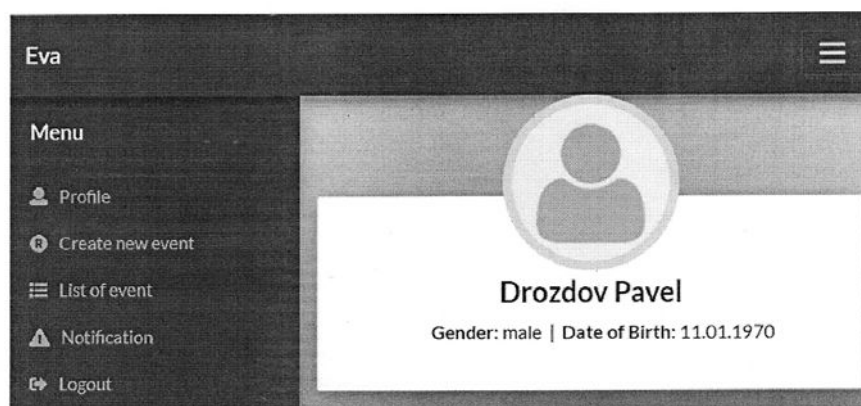 Eva
Menu
Profile
Create new event
List of event
Notification
Logout
Drozdov Pavel
Gender: male | Date of Birth: 11.01.1970